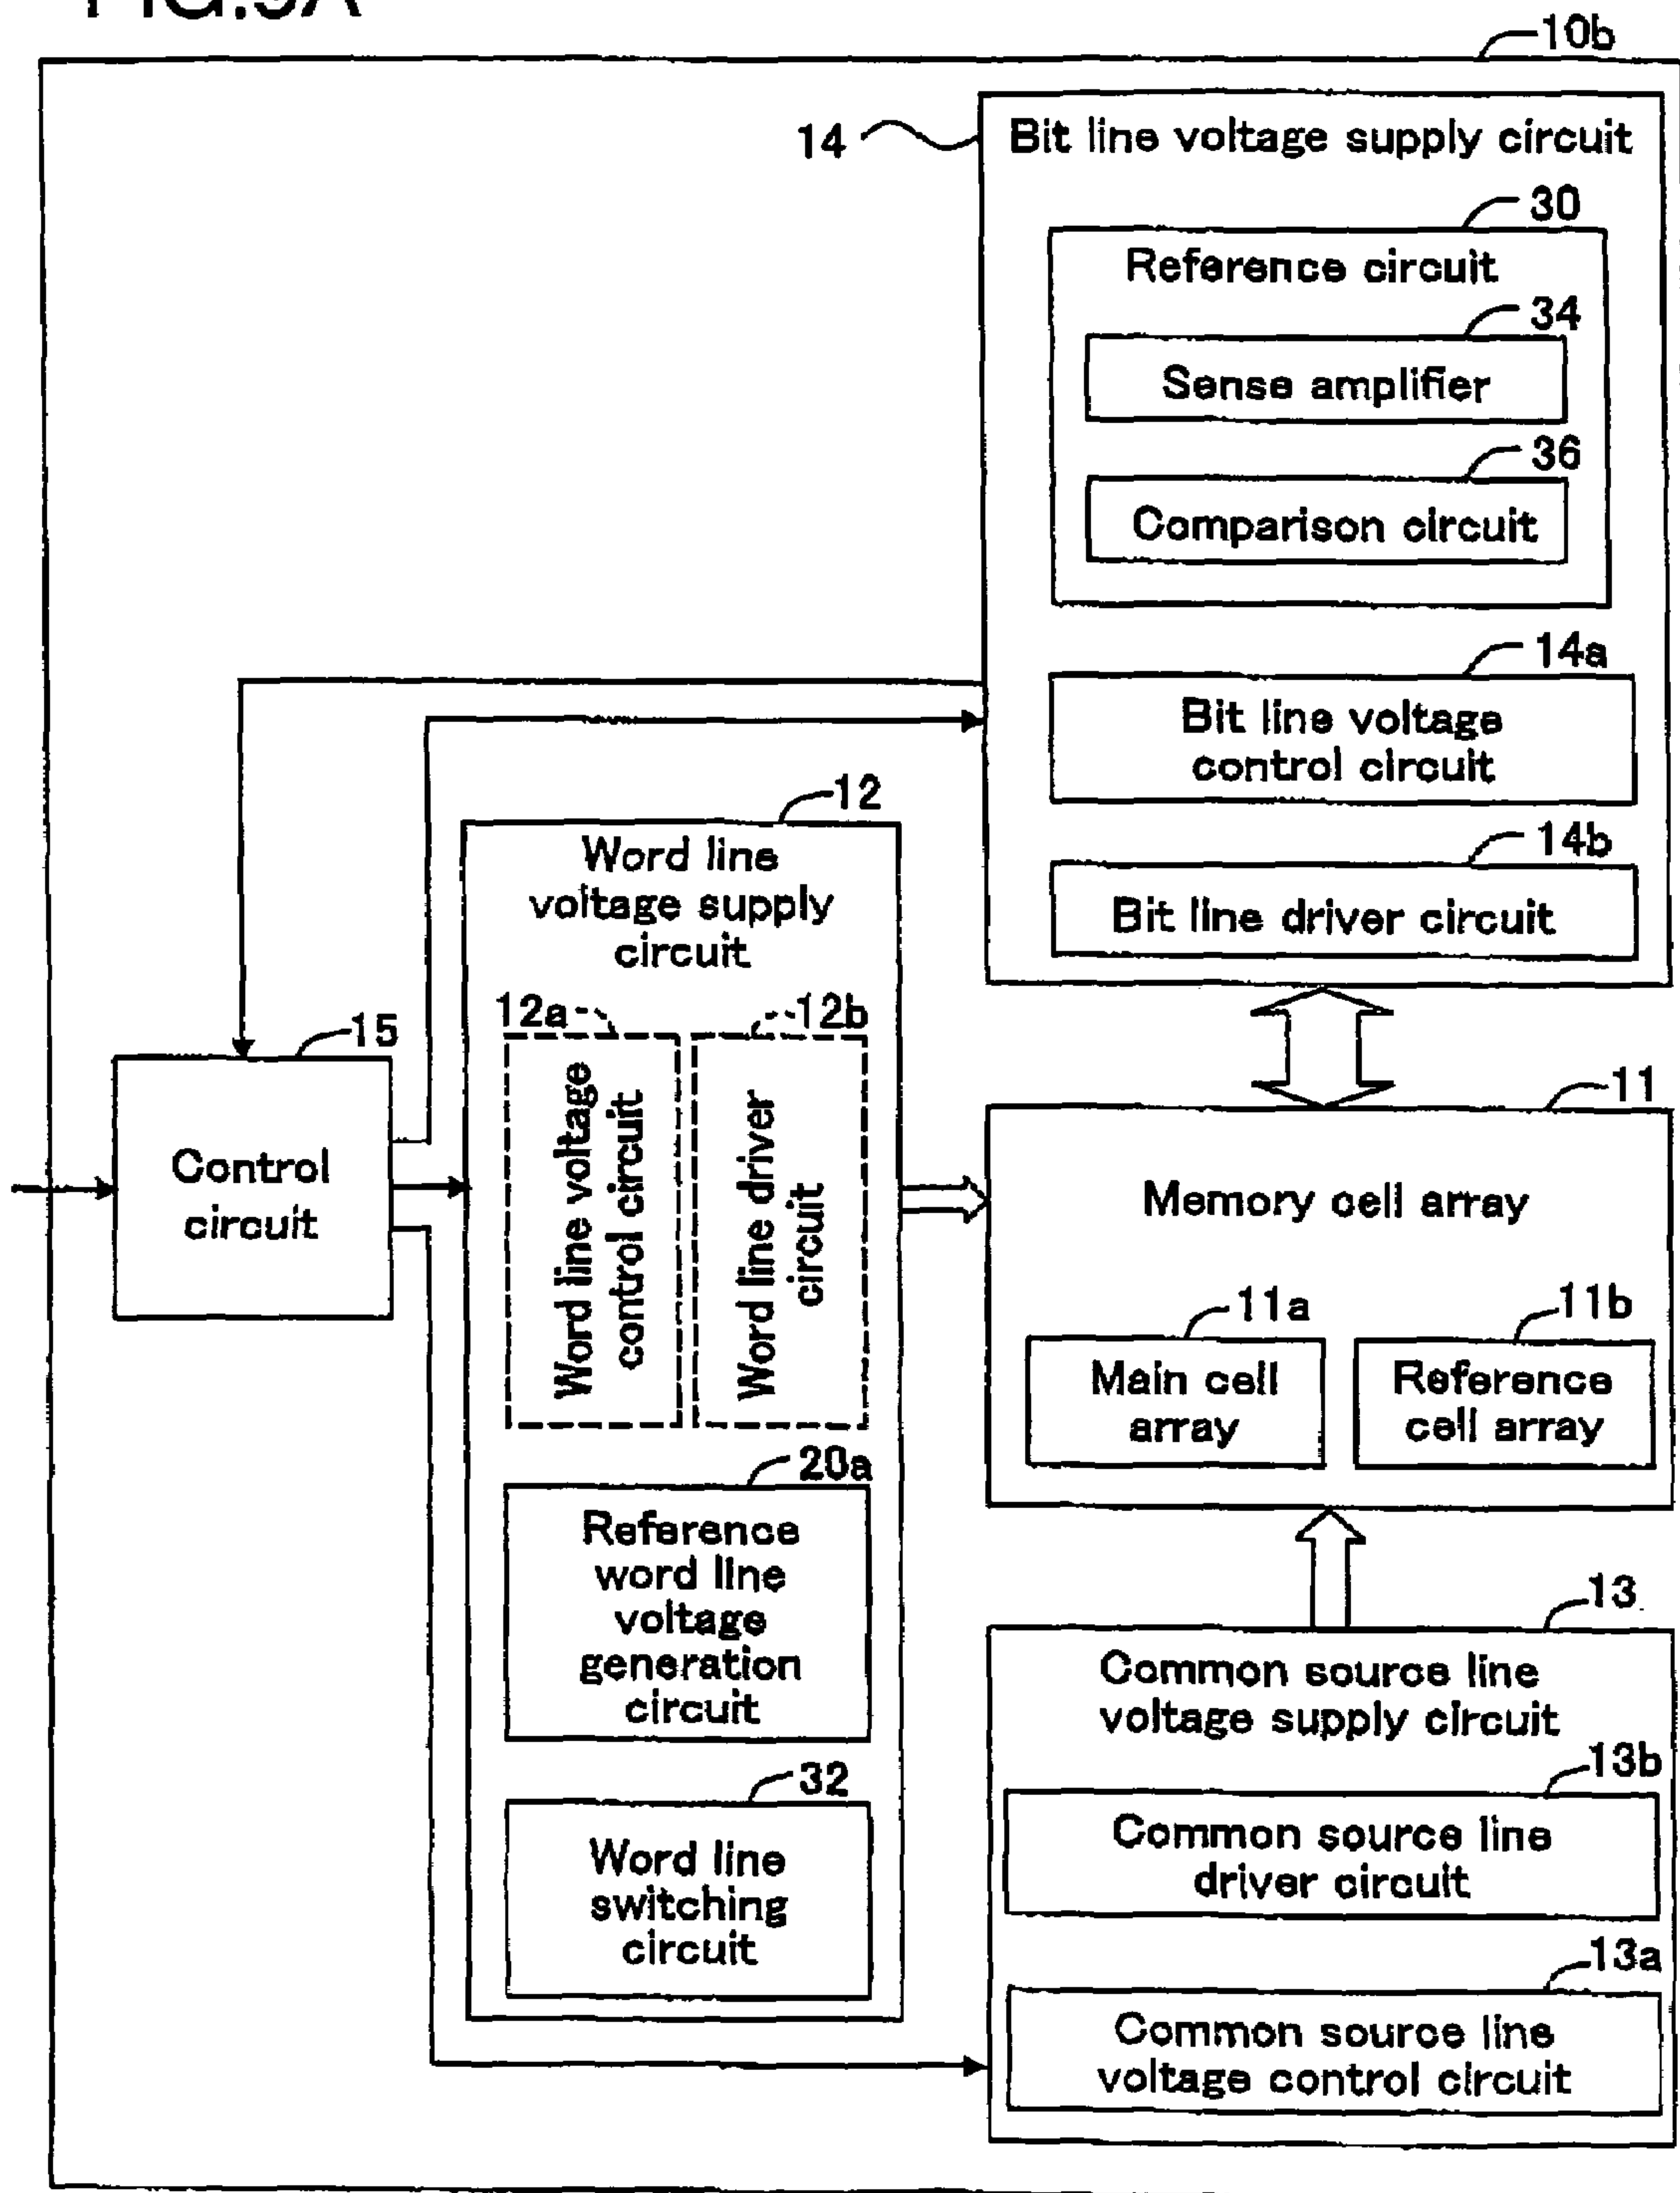 10b
14
Bit line voltage supply circuit
30
Reference circuit
34
Sense amplifier
36
Comparison circuit
14a
Bit line voltage
control circuit
14b
Bit line driver circuit
12
Word line
voltage supply
circuit
12a
12b
Word line voltage
control circuit
Word line driver
circuit
20a
Reference
word line
voltage
generation
circuit
32
Word line
switching
circuit
15
Control
circuit
11
Memory cell array
11a
Main cell
array
11b
Reference
cell array
13
Common source line
voltage supply circuit
13b
Common source line
driver circuit
13a
Common source line
voltage control circuit